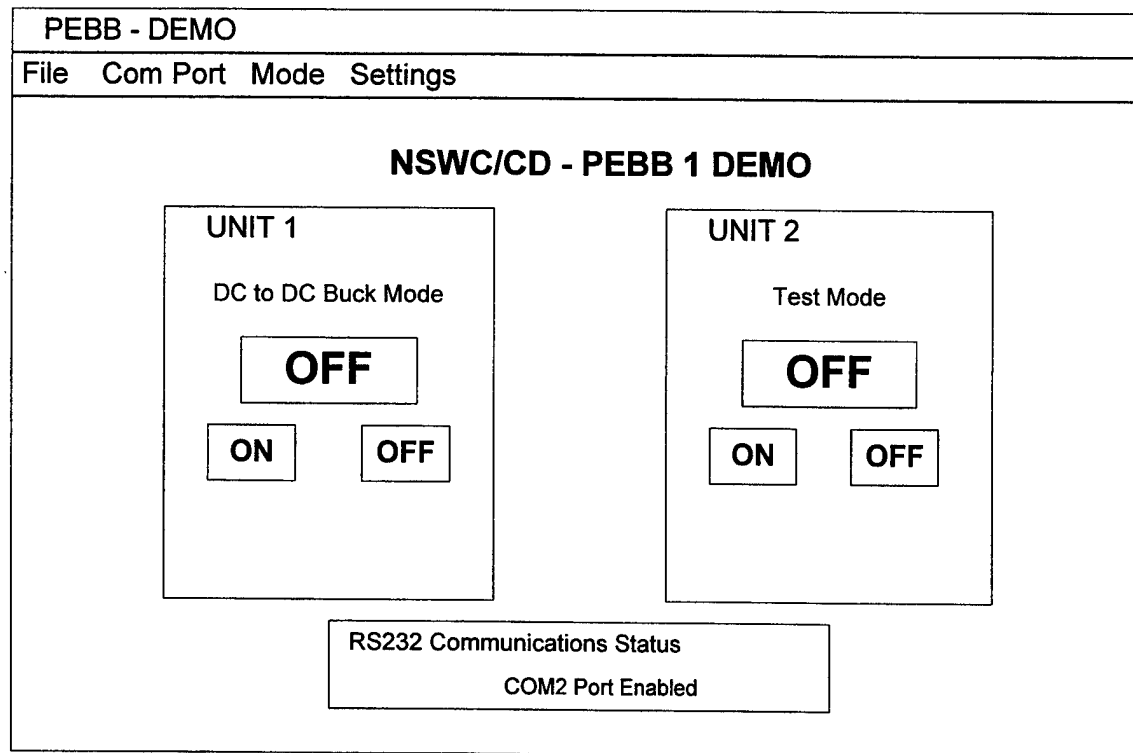 PEBB - DEMO
File Com Port Mode Settings
NSWC/CD - PEBB 1 DEMO
UNIT 1
DC to DC Buck Mode
OFF
ON OFF
UNIT 2
Test Mode
OFF
ON OFF
RS232 Communications Status
COM2 Port Enabled